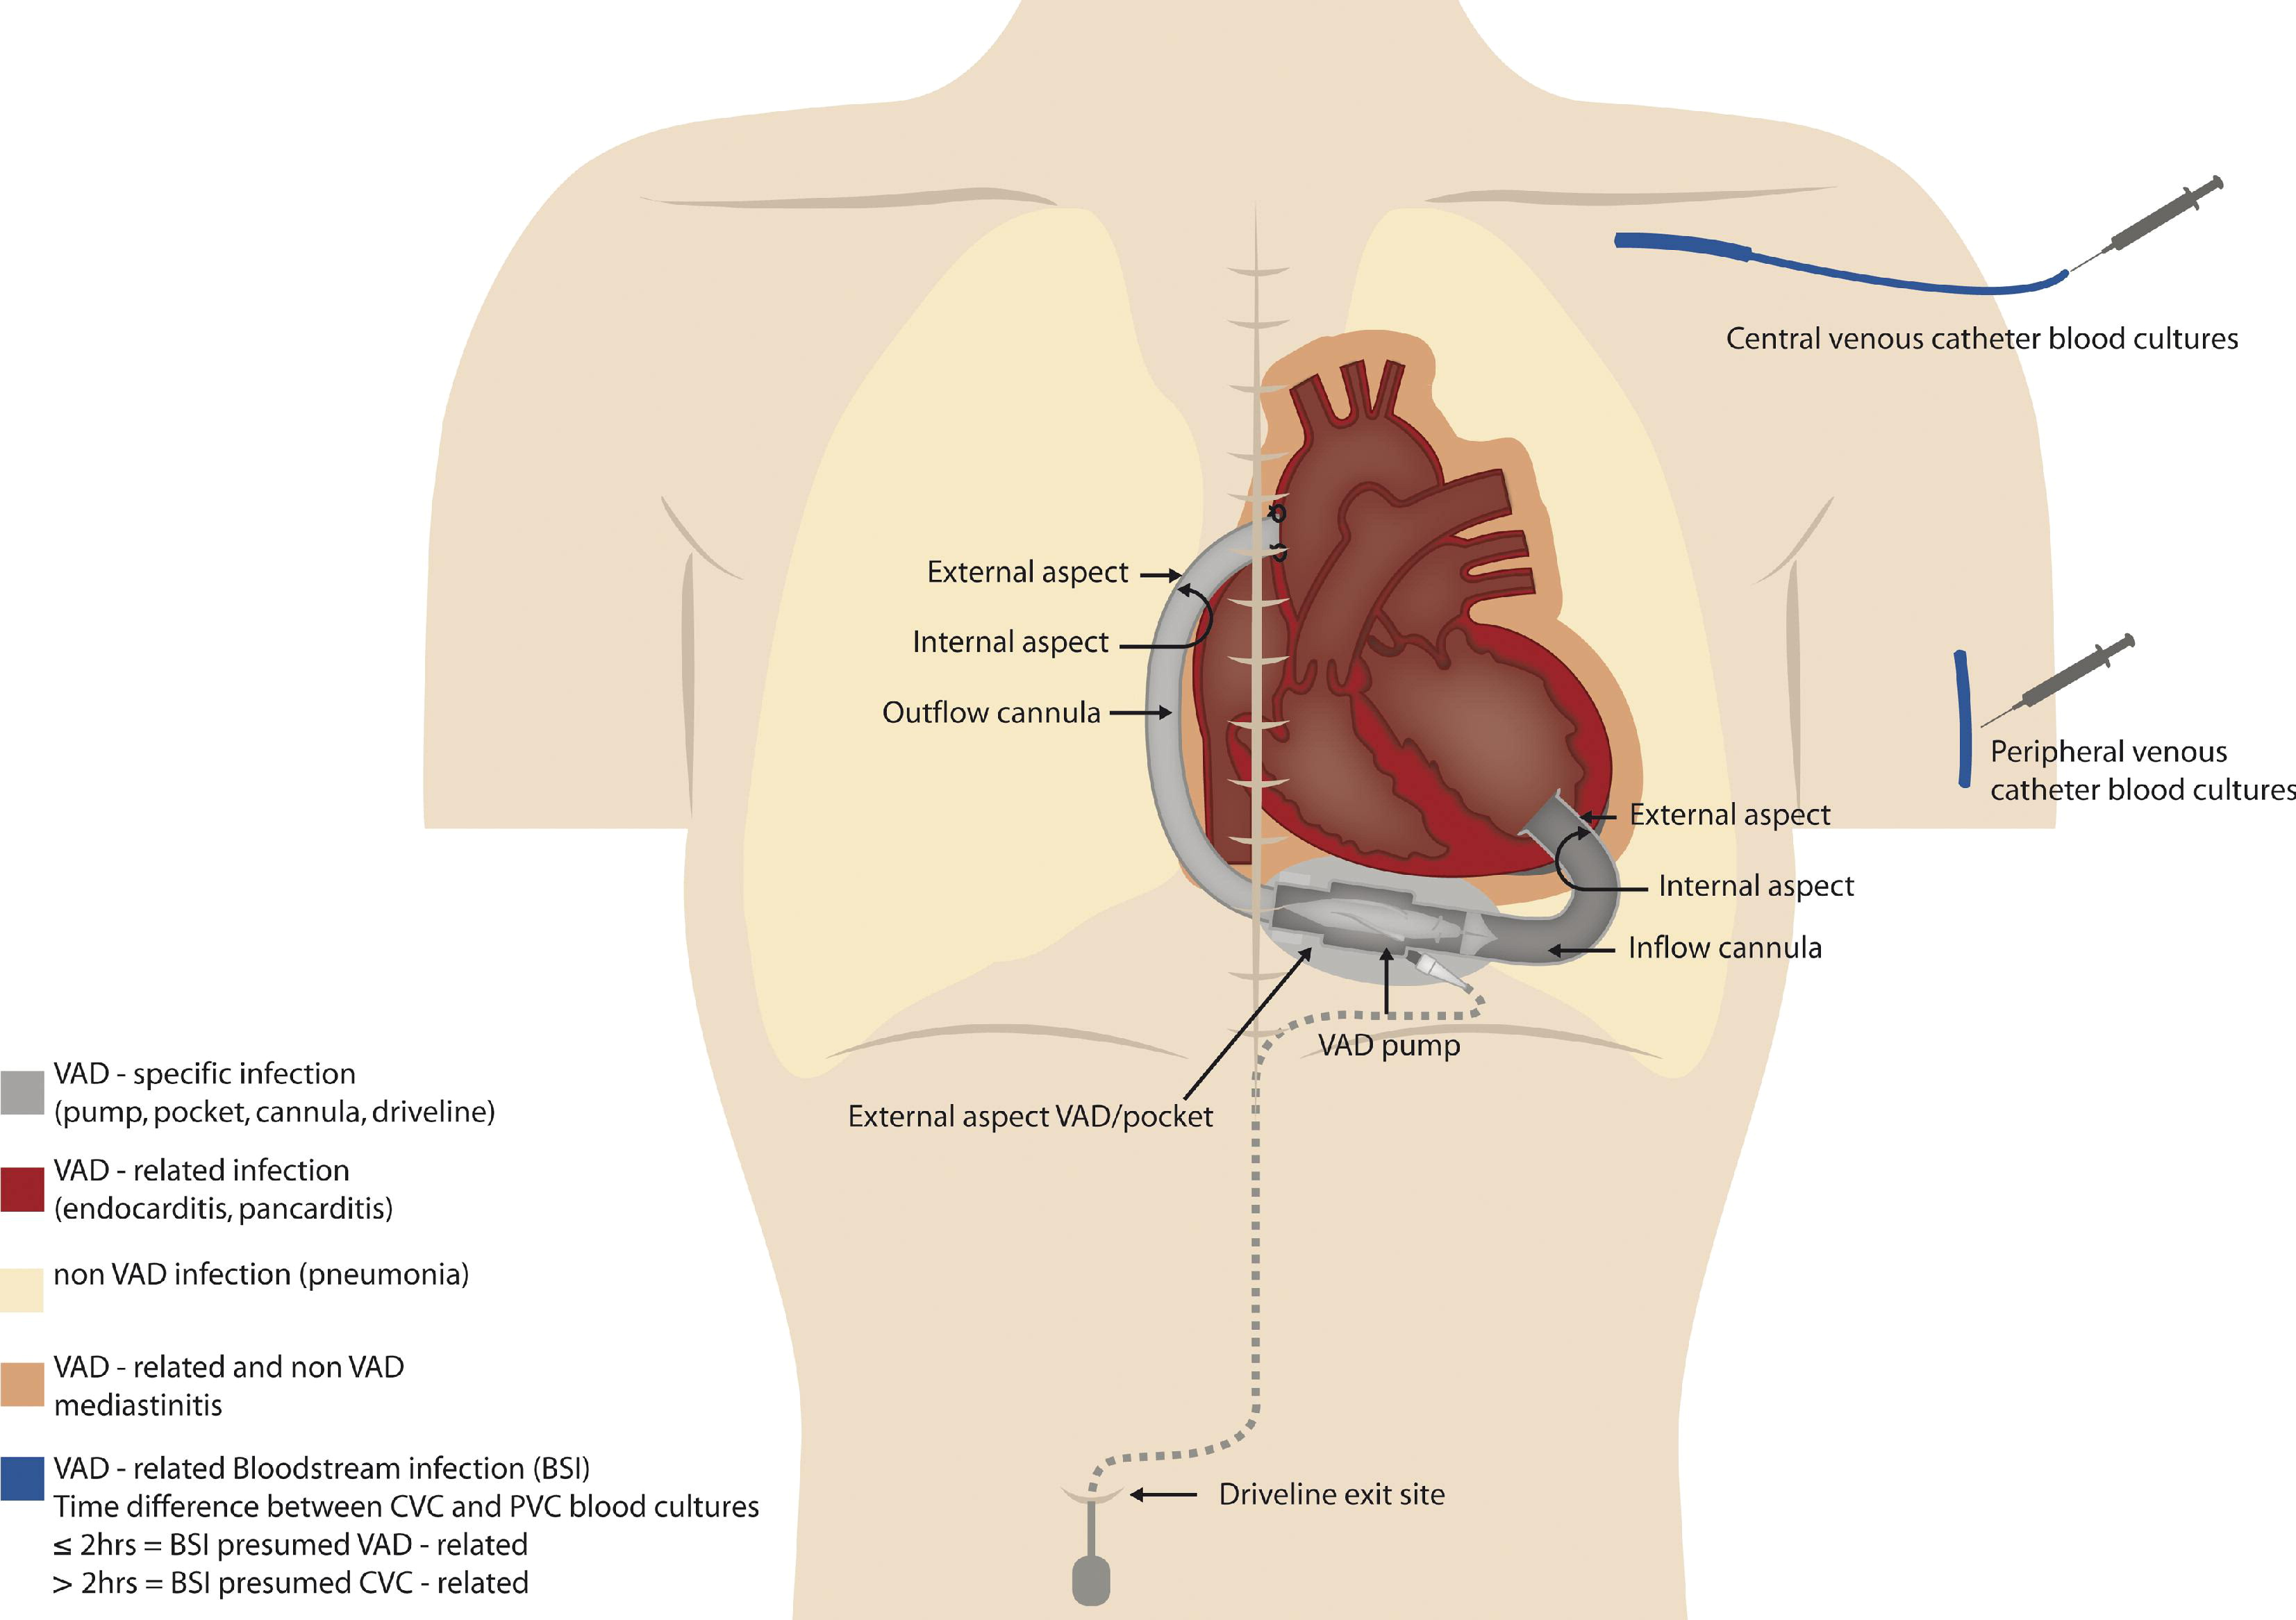 Central venous catheter blood cultures
External aspect
Internal aspect
Outflow cannula
Peripheral venous
catheter blood cultures
External aspect
Internal aspect
Inflow cannula
VAD pump
External aspect VAD/pocket
Driveline exit site
VAD - specific infection
(pump, pocket, cannula, driveline)
VAD - related infection
(endocarditis, pancarditis)
non VAD infection (pneumonia)
VAD - related and non VAD
mediastinitis
VAD - related Bloodstream infection (BSI)
Time difference between CVC and PVC blood cultures
≤ 2hrs = BSI presumed VAD - related
> 2hrs = BSI presumed CVC - related